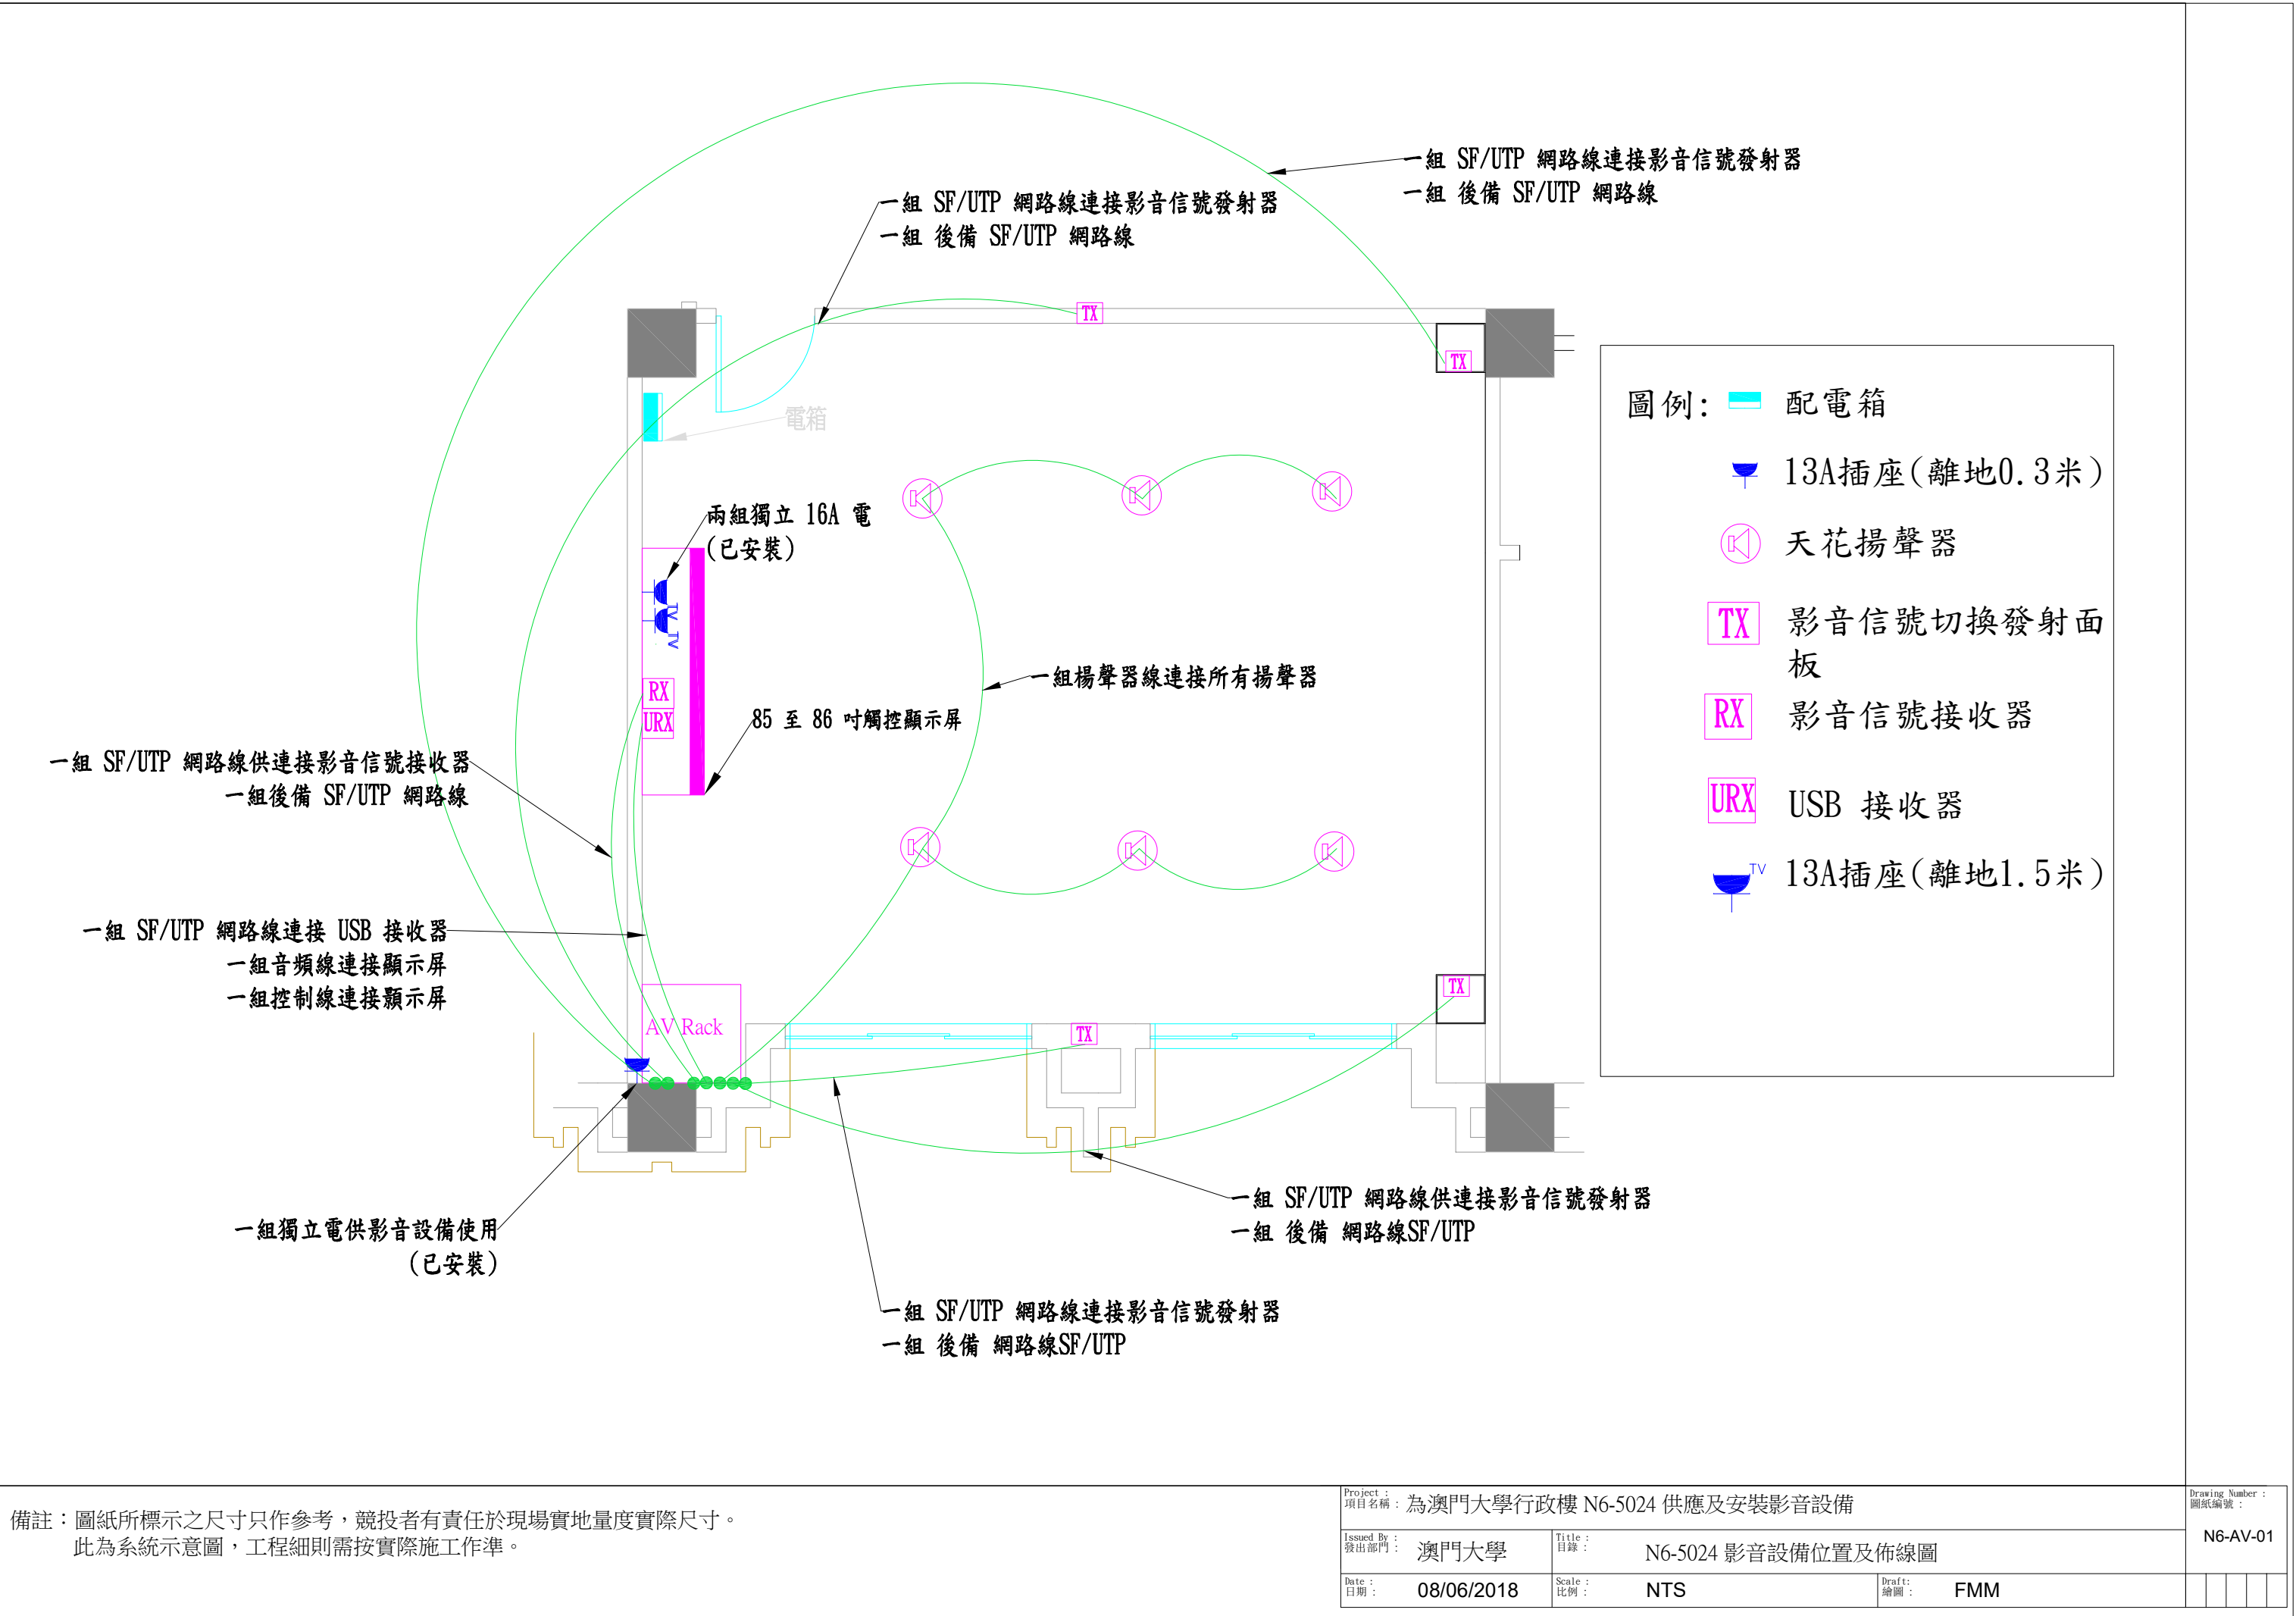 一組 SF/UTP 網路線連接影音信號發射器
一組 後備 SF/UTP 網路線
一組 SF/UTP 網路線連接影音信號發射器
一組 後備 SF/UTP 網路線
TX
TX
電箱
兩組獨立 16A 電
(已安裝)
TV
TV
RX
URX
一組楊聲器線連接所有揚聲器
85 至 86 吋觸控顯示屏
一組 SF/UTP 網路線供連接影音信號接收器
一組後備 SF/UTP 網路線
一組 SF/UTP 網路線連接 USB 接收器
一組音頻線連接顯示屏
一組控制線連接顯示屏
AV Rack
TX
TX
一組獨立電供影音設備使用
(已安裝)
一組 SF/UTP 網路線供連接影音信號發射器
一組 後備 網路線SF/UTP
一組 SF/UTP 網路線連接影音信號發射器
一組 後備 網路線SF/UTP
圖例: 配電箱
13A插座(離地0.3米)
天花揚聲器
TX 影音信號切換發射面
板
RX 影音信號接收器
URX USB 接收器
TV 13A插座(離地1.5米)
備註：圖紙所標示之尺寸只作參考，競投者有責任於現場實地量度實際尺寸。
此為系統示意圖，工程細則需按實際施工作準。
Project :
項目名稱 : 為澳門大學行政樓 N6-5024 供應及安裝影音設備
Issued By :
發出部門 : 澳門大學
Title :
目錄 : N6-5024 影音設備位置及佈線圖
Date :
日期 : 08/06/2018
Scale :
比例 : NTS
Draft:
繪圖 : FMM
Drawing Number :
圖紙編號 :
N6-AV-01